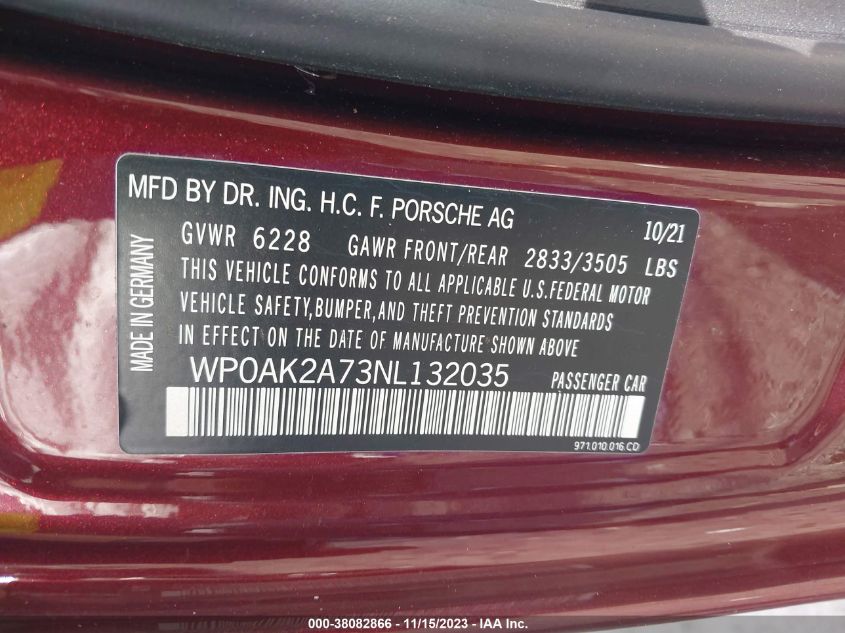 MFD BY DR. ING. H.C. F. PORSCHE AG 10/21
GVWR 6228 GAWR FRONT/REAR 2833/3505 LBS
THIS VEHICLE CONFORMS TO ALL APPLICABLE U.S.FEDERAL MOTOR
VEHICLE SAFETY,BUMPER,AND THEFT PREVENTION STANDARDS
IN EFFECT ON THE DATE OF MANUFACTURE SHOWN ABOVE
WP0AK2A73NL132035 PASSENGER CAR
971.010.016.CD
MADE IN GERMANY
000-38082866 - 11/15/2023 - IAA Inc.